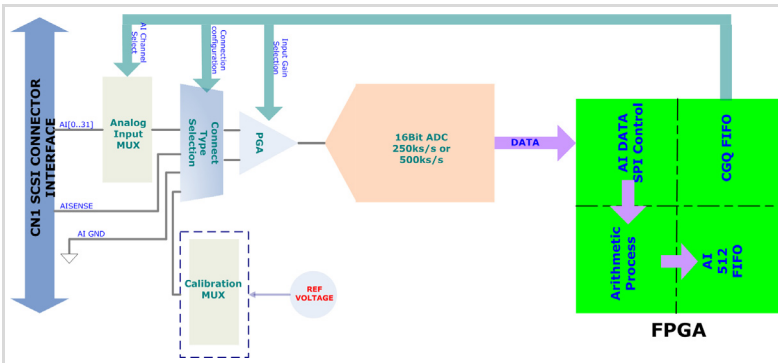 CN1 SCSI CONNECTOR
INTERFACE
AI Channel
Select
Connection
configuration
Input Gain
Selection
AI[0..31]
Analog
Input
MUX
Connect
Type
Selection
PGA
16Bit ADC
250ks/s or
500ks/s
DATA
AI DATA
SPI Control
CGQ FIFO
AISENSE
AI GND
Calibration
MUX
REF
VOLTAGE
Arithmetic
Process
AI
512
FIFO
FPGA